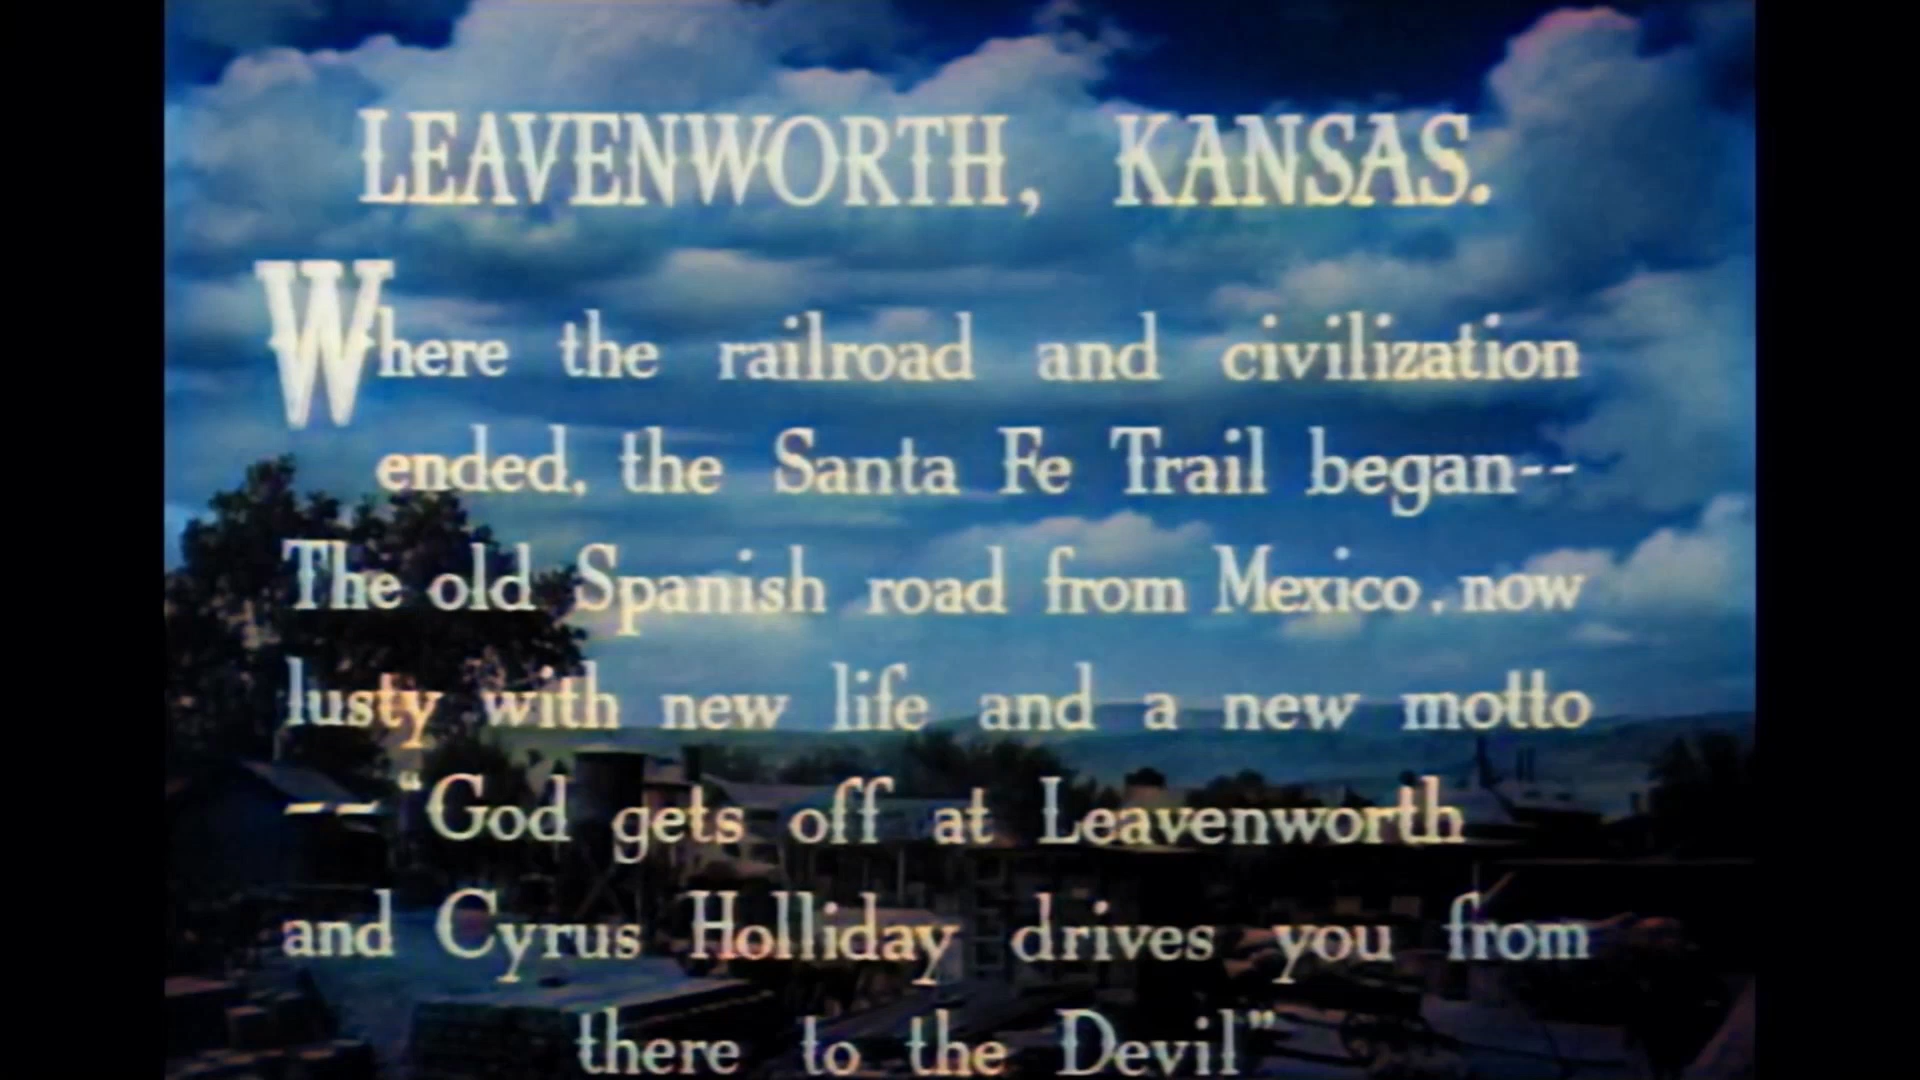 LEAVENWORTH, KANSAS.
Where the railroad and civilization
ended, the Santa Fe Trail began--
The old Spanish road from Mexico, now
lusty with new life and a new motto
--"God gets off at Leavenworth
and Cyrus Holliday drives you from
there to the Devil"